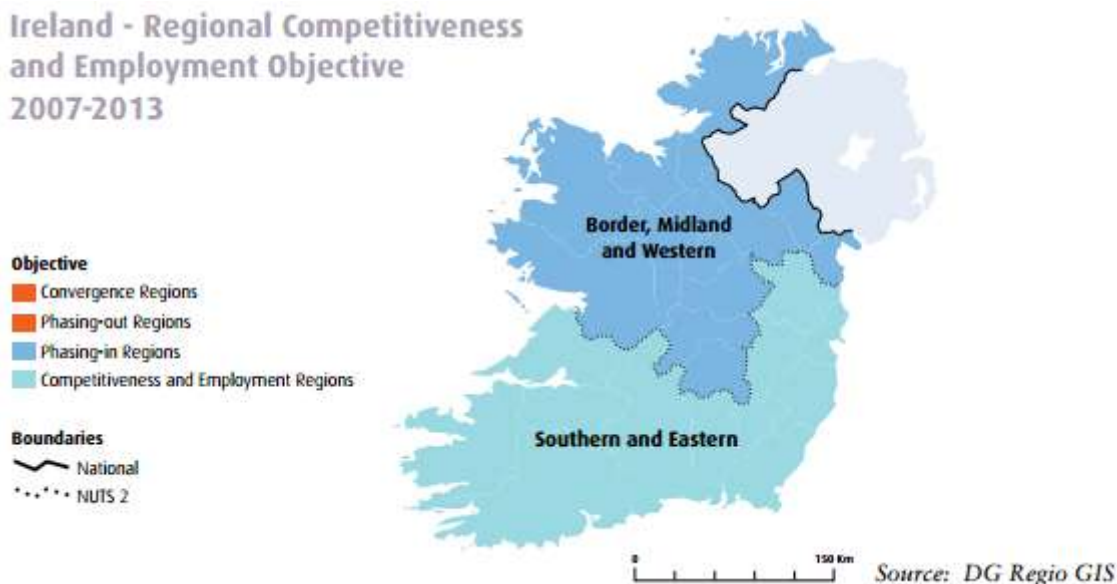 Ireland - Regional Competitiveness
and Employment Objective
2007-2013
Border, Midland
and Western
Objective
Convergence Regions
Phasing-out Regions
Phasing-in Regions
Competitiveness and Employment Regions
Southern and Eastern
Boundaries
National
NUTS 2
0 150 Km
Source: DG Regio GIS